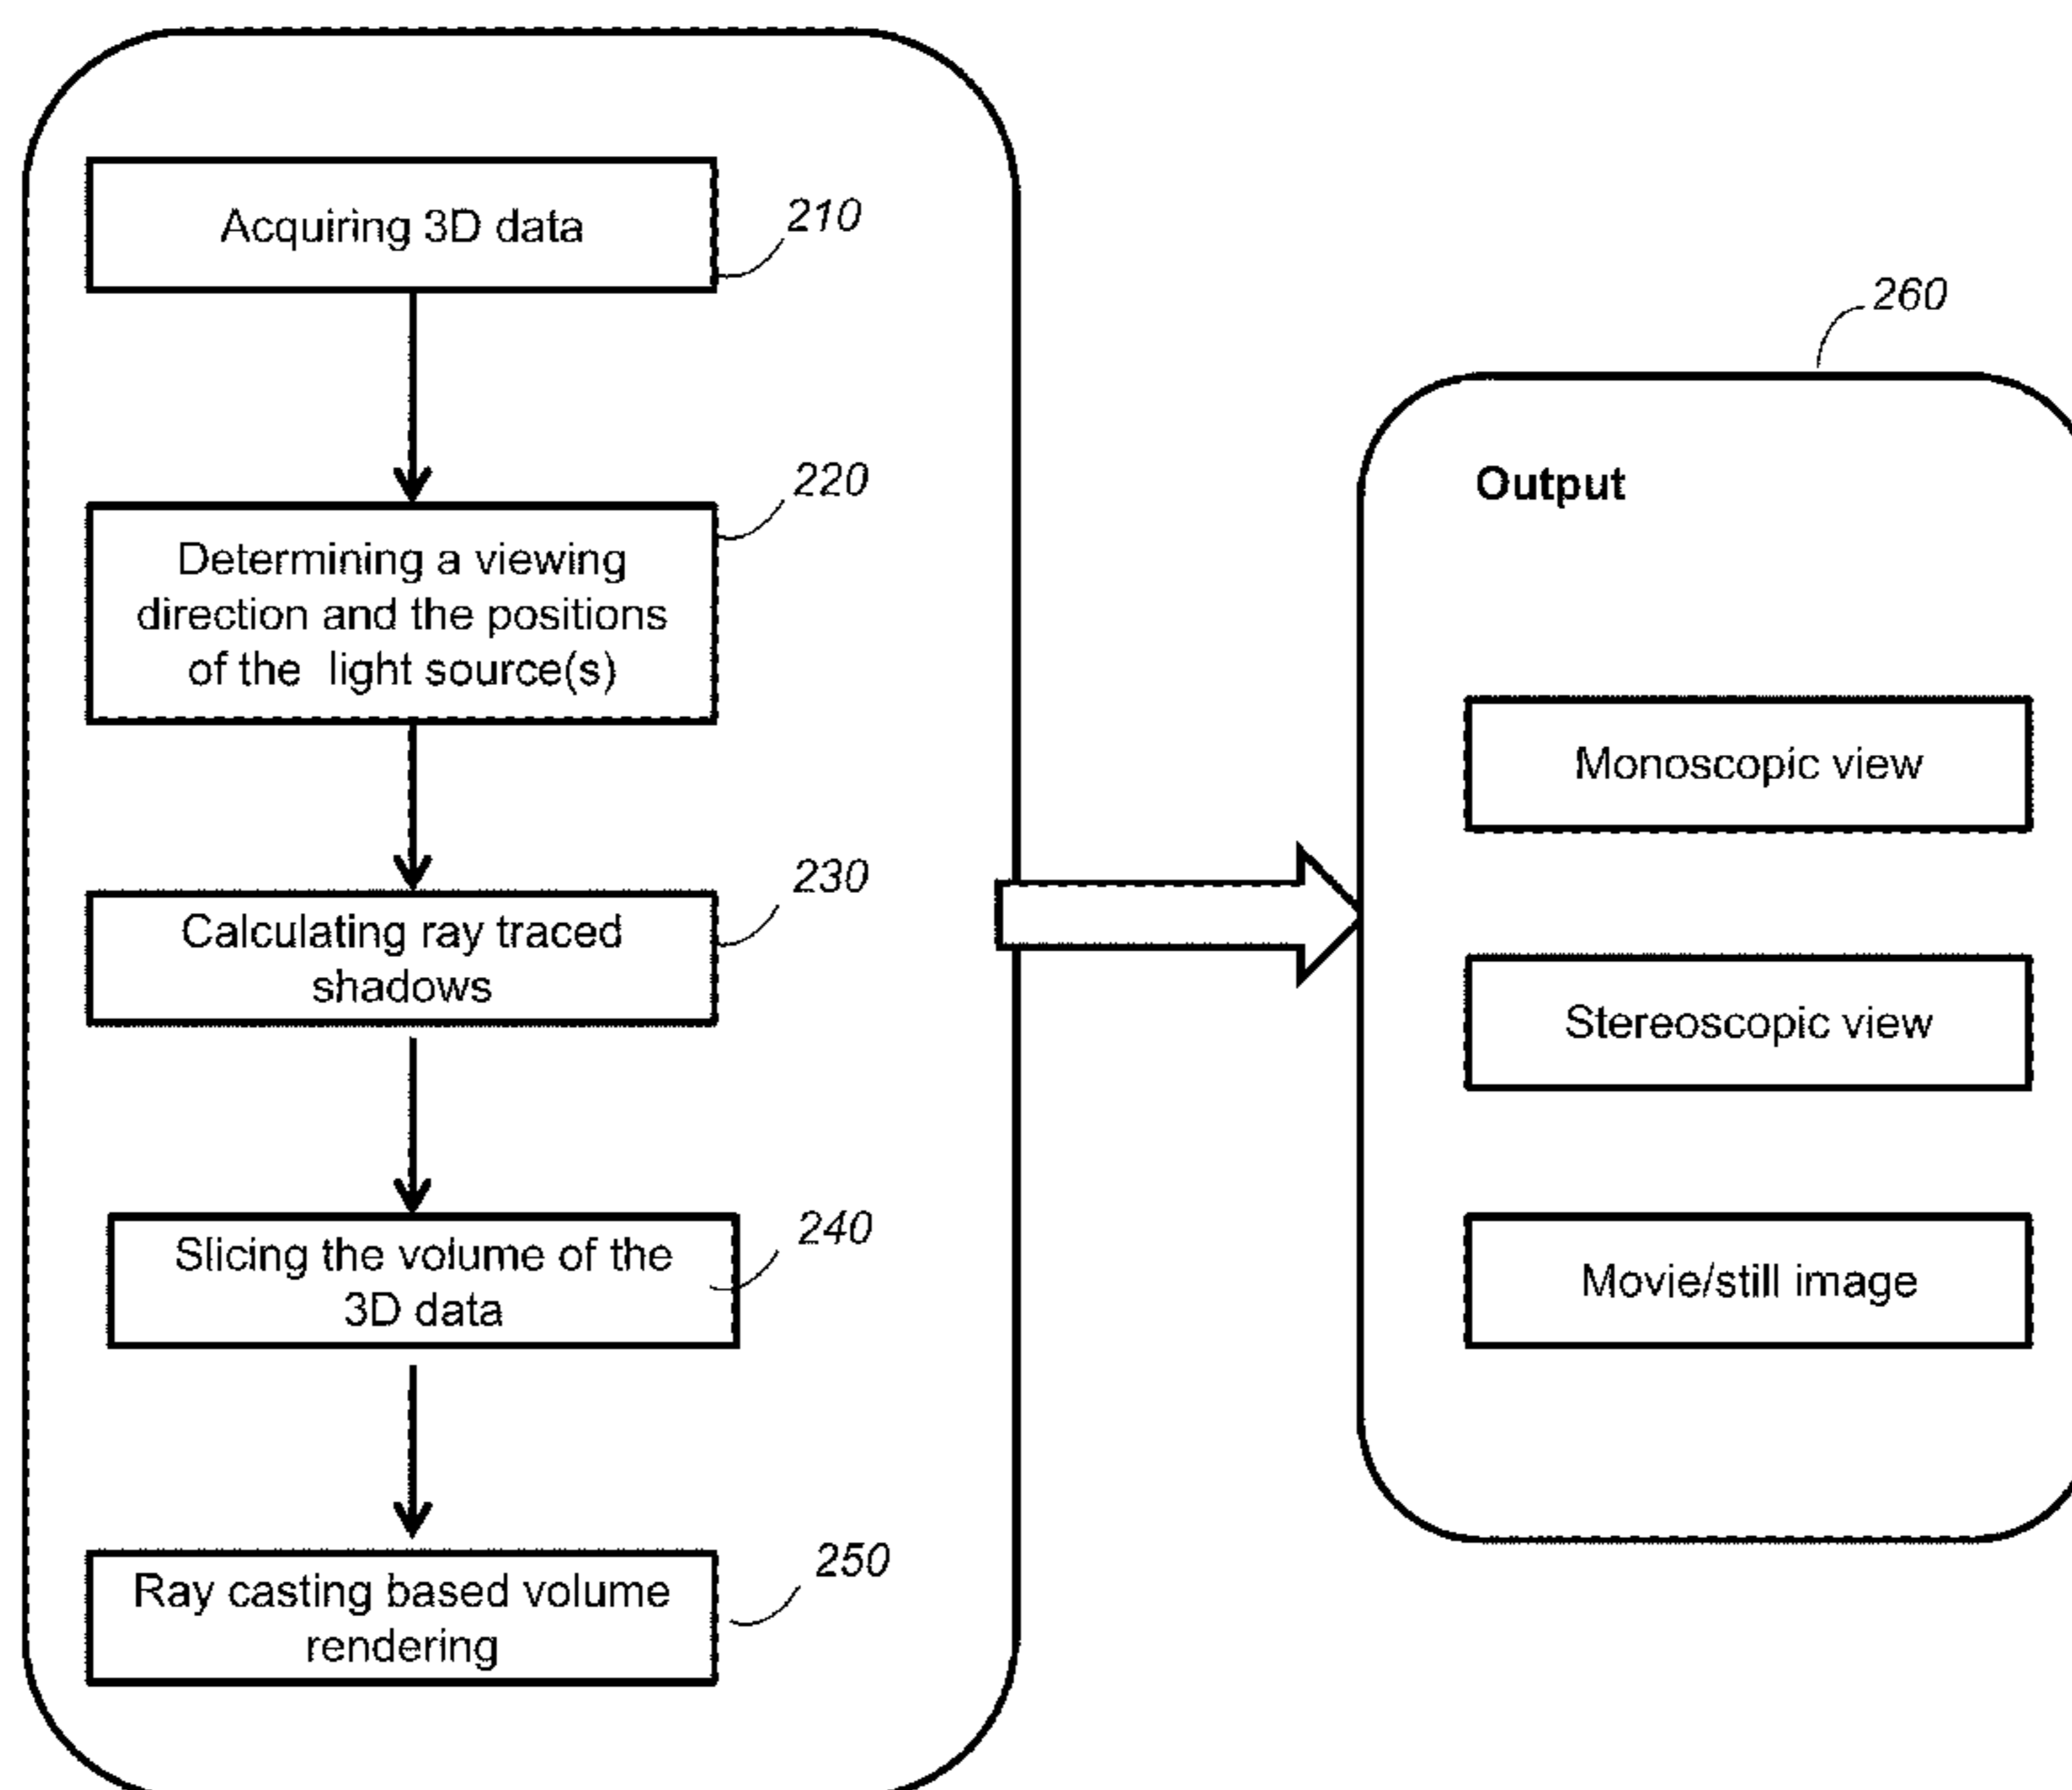 Acquiring 3D data
210
Determining a viewing
direction and the positions
of the light source(s)
220
Calculating ray traced
shadows
230
Slicing the volume of the
3D data
240
Ray casting based volume
rendering
250
260
Output
Monoscopic view
Stereoscopic view
Movie/still image